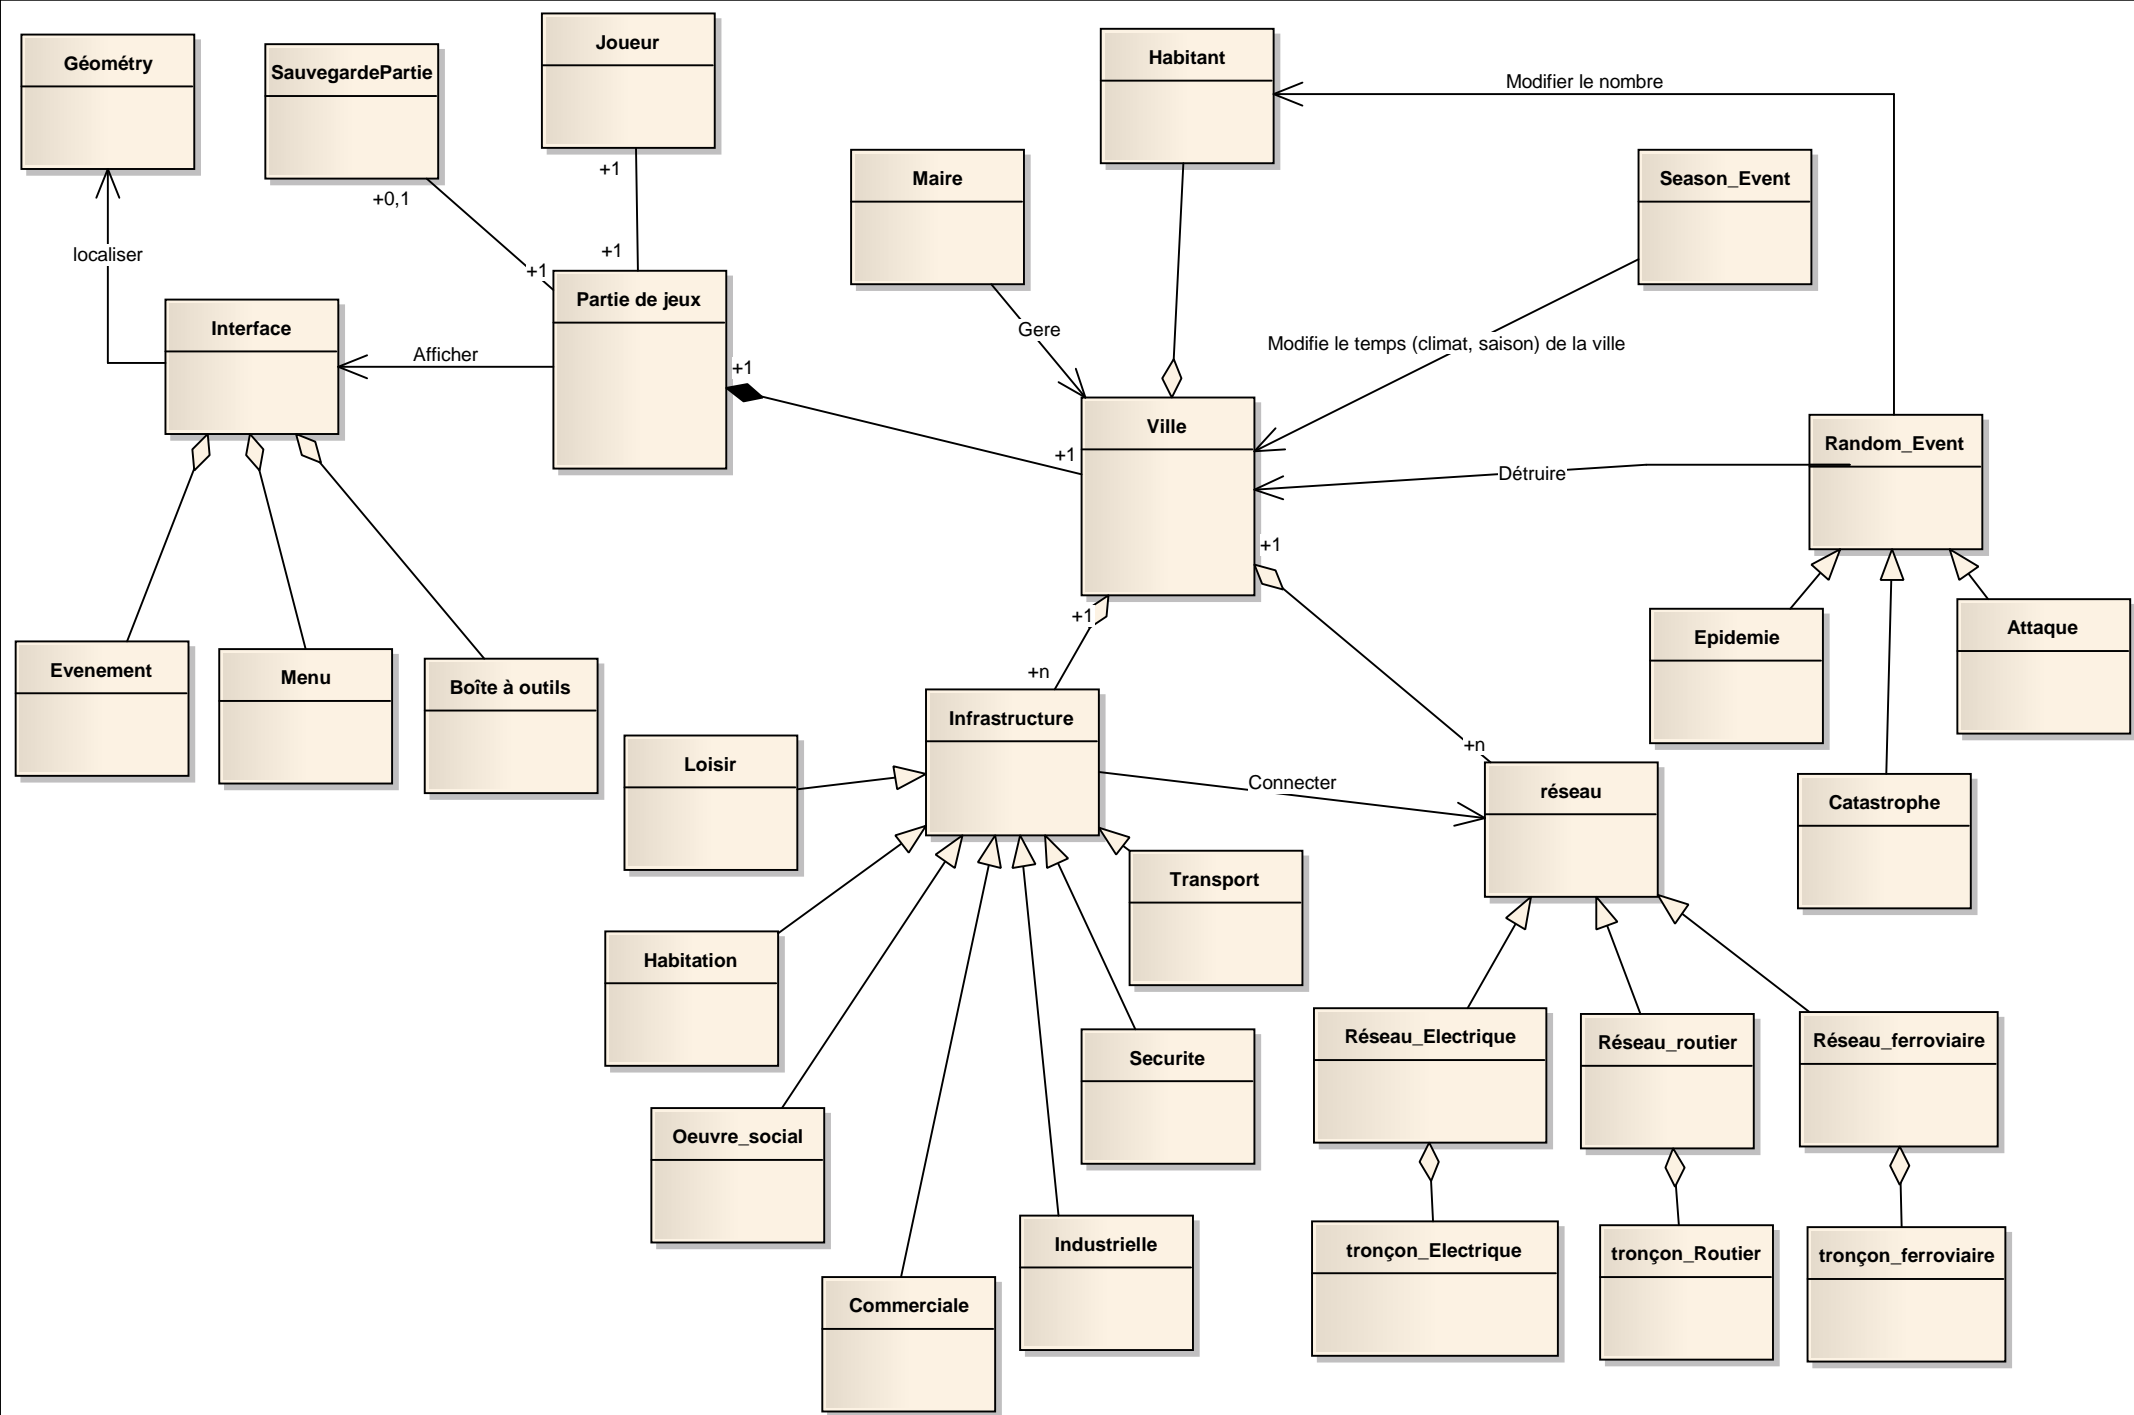 Géométry
SauvegardePartie
Joueur
Habitant
Modifier le nombre
Maire
Season_Event
+1
+0,1
localiser
+1
+1
Partie de jeux
Interface
Gere
Modifie le temps (climat, saison) de la ville
Afficher
+1
Ville
Random_Event
+1
Détruire
+1
+1
Epidemie
Attaque
Evenement
Menu
Boîte à outils
+n
Infrastructure
+n
Loisir
Connecter
réseau
Catastrophe
Transport
Habitation
Securite
Réseau_Electrique
Réseau_routier
Réseau_ferroviaire
Oeuvre_social
Industrielle
tronçon_Electrique
tronçon_Routier
tronçon_ferroviaire
Commerciale